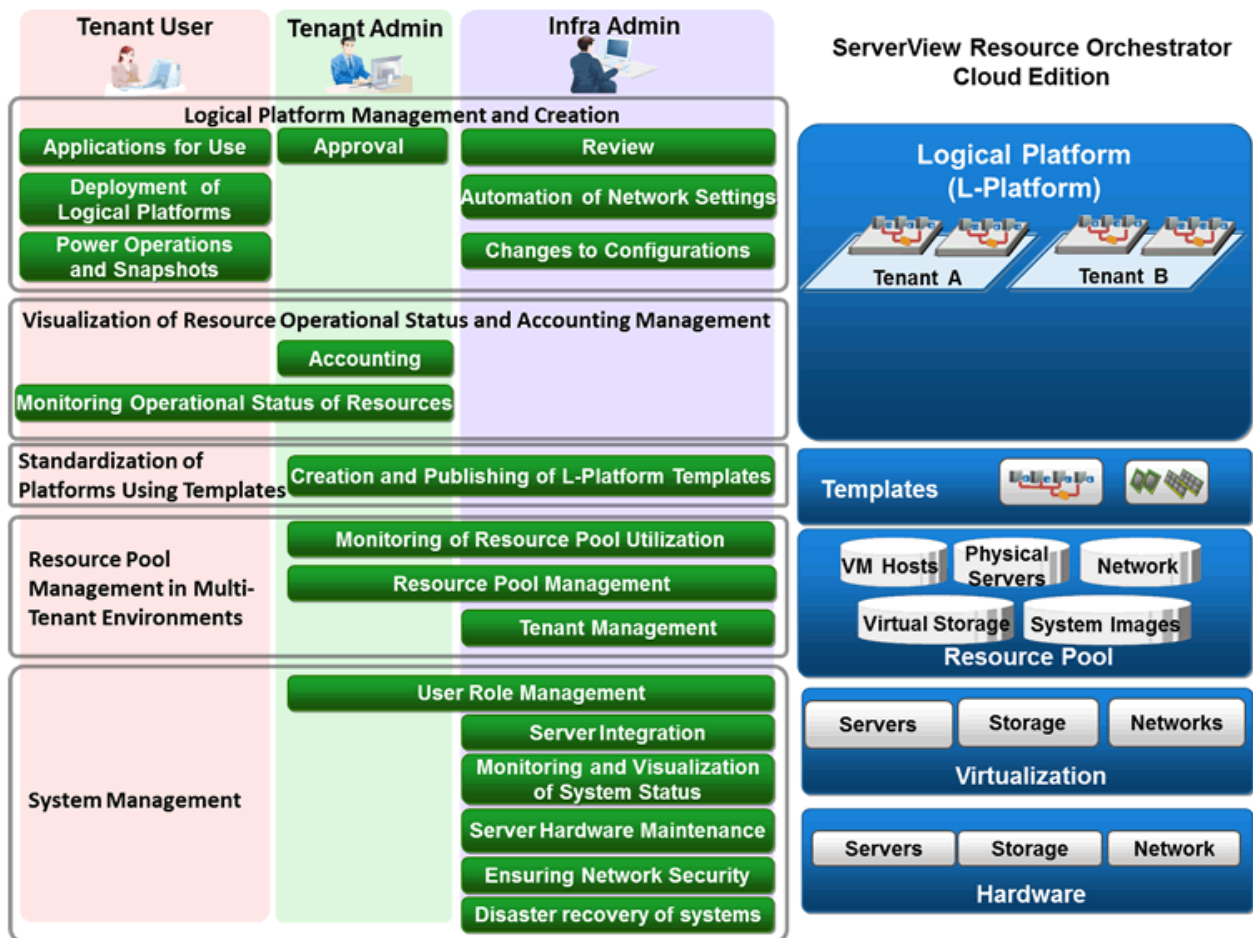 Tenant User
Tenant Admin
Infra Admin
ServerView Resource Orchestrator
Cloud Edition
Logical Platform Management and Creation
Applications for Use
Approval
Review
Deployment of
Logical Platforms
Automation of Network Settings
Power Operations
and Snapshots
Changes to Configurations
Logical Platform
(L-Platform)
Tenant A
Tenant B
Visualization of Resource Operational Status and Accounting Management
Accounting
Monitoring Operational Status of Resources
Standardization of
Platforms Using Templates
Creation and Publishing of L-Platform Templates
Templates
Resource Pool
Management in Multi-
Tenant Environments
Monitoring of Resource Pool Utilization
Resource Pool Management
Tenant Management
VM Hosts
Physical
Servers
Network
Virtual Storage
System Images
Resource Pool
System Management
User Role Management
Server Integration
Monitoring and Visualization
of System Status
Server Hardware Maintenance
Ensuring Network Security
Disaster recovery of systems
Servers
Storage
Networks
Virtualization
Servers
Storage
Network
Hardware